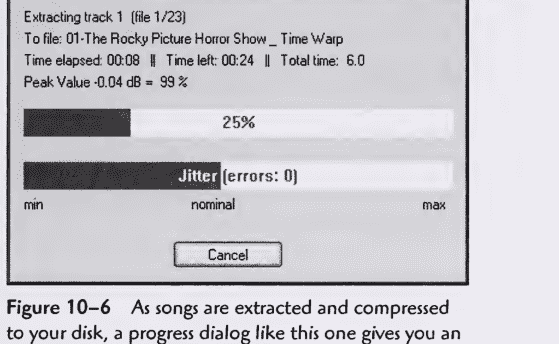 Extracting track 1 (file 1/23)
To file: 01-The Rocky Picture Horror Show _ Time Warp
Time elapsed: 00:08 || Time left: 00:24 || Total time: 6.0
Peak Value -0.04 dB = 99 %
25%
Jitter (errors: 0)
min nominal max
Cancel
Figure 10–6 As songs are extracted and compressed
to your disk, a progress dialog like this one gives you an